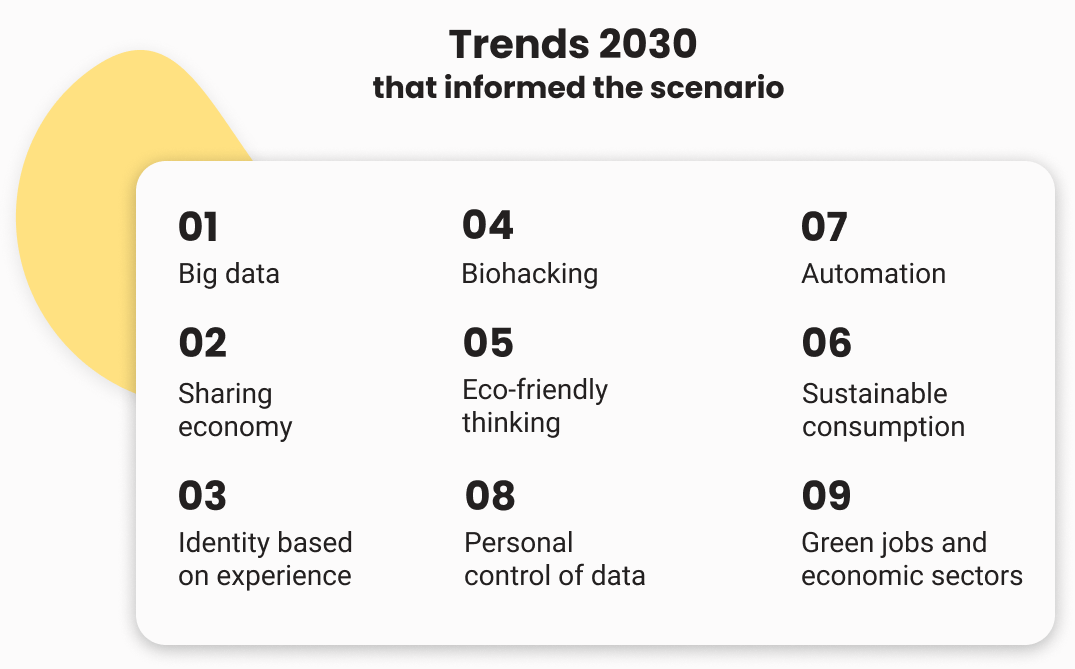 Trends 2030
that informed the scenario
01
Big data
02
Sharing
economy
03
Identity based
on experience
04
Biohacking
05
Eco-friendly
thinking
08
Personal
control of data
07
Automation
06
Sustainable
consumption
09
Green jobs and
economic sectors